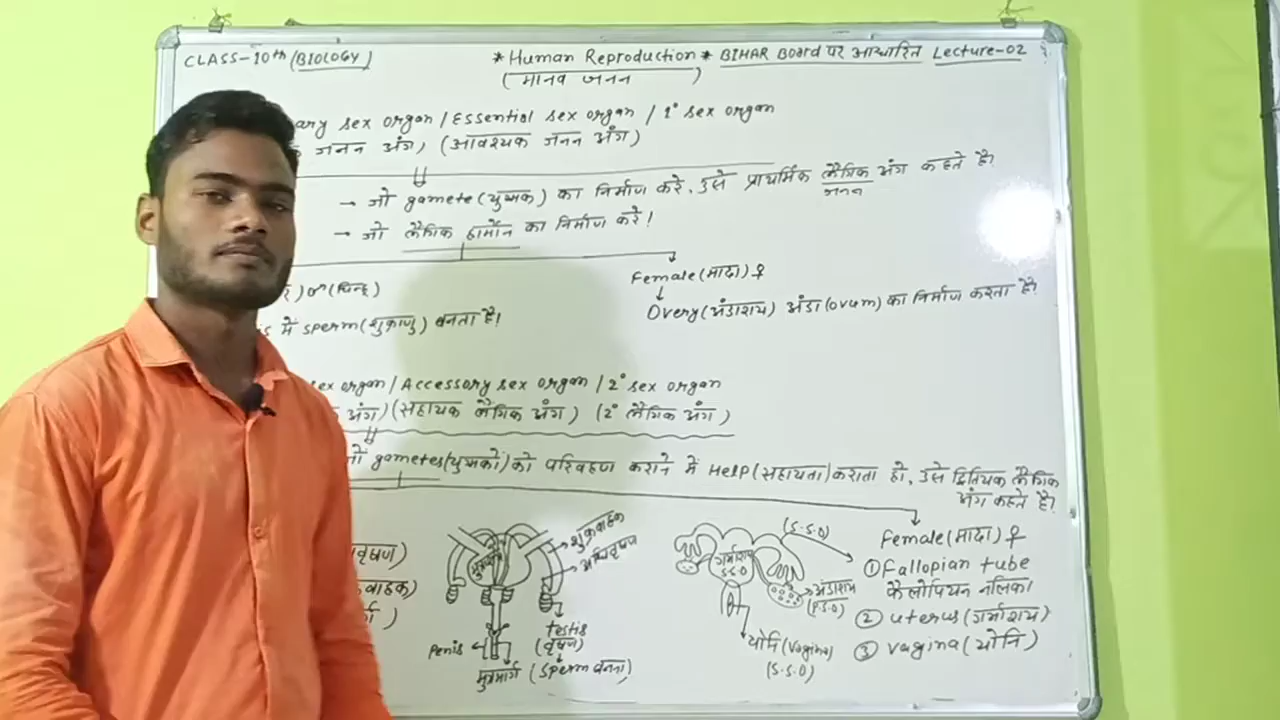 CLASS-10th (BIOLOGY) *Human Reproduction* BIHAR Board पर आधारित Lecture-02
(मानव जनन)
ary sex organ / Essential sex organ / 1° sex organ
जनन अंग, (आवश्यक जनन अंग)
→ जो gamete (युग्मक) का निर्माण करे, उसे प्राथमिक लैंगिक अंग कहते है।
जनन
→ जो लैंगिक हार्मोन का निर्माण करे!
Female (मादा) ♀
) ♂ (चिन्ह)
Overy (अंडाशय) अंडा (ovum) का निर्माण करता है।
is में sperm (शुक्राणु) बनता है।
sex organ / Accessory sex organ / 2° sex organ
अंग) (सहायक लैंगिक अंग) (2° लैंगिक अंग)
जो gametes (युग्मकों) को परिवहण कराने में Help (सहायता) कराता हो, उसे द्वितियक लैंगिक
अंग कहते है।
Female (मादा) ♀
① Fallopian tube
फैलोपियन नलिका
② uterus (गर्भाशय)
③ vagina (योनि)
वृषण)
वाहक)
शुक्रवाहक
अधिवृषण
testis
(वृषण)
(sperm बनना)
Penis
मुत्रमार्ग
(S.S.O)
गर्भाशय
S.S.O
अंडाशय
(P.S.O)
योनि (vagina)
(S.S.O)